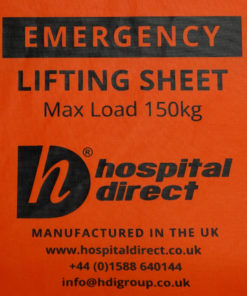 EMERGENCY
LIFTING SHEET
Max Load 150kg
h®
hospital
direct
MANUFACTURED IN THE UK
www.hospitaldirect.co.uk
+44 (0)1588 640144
info@hdigroup.co.uk